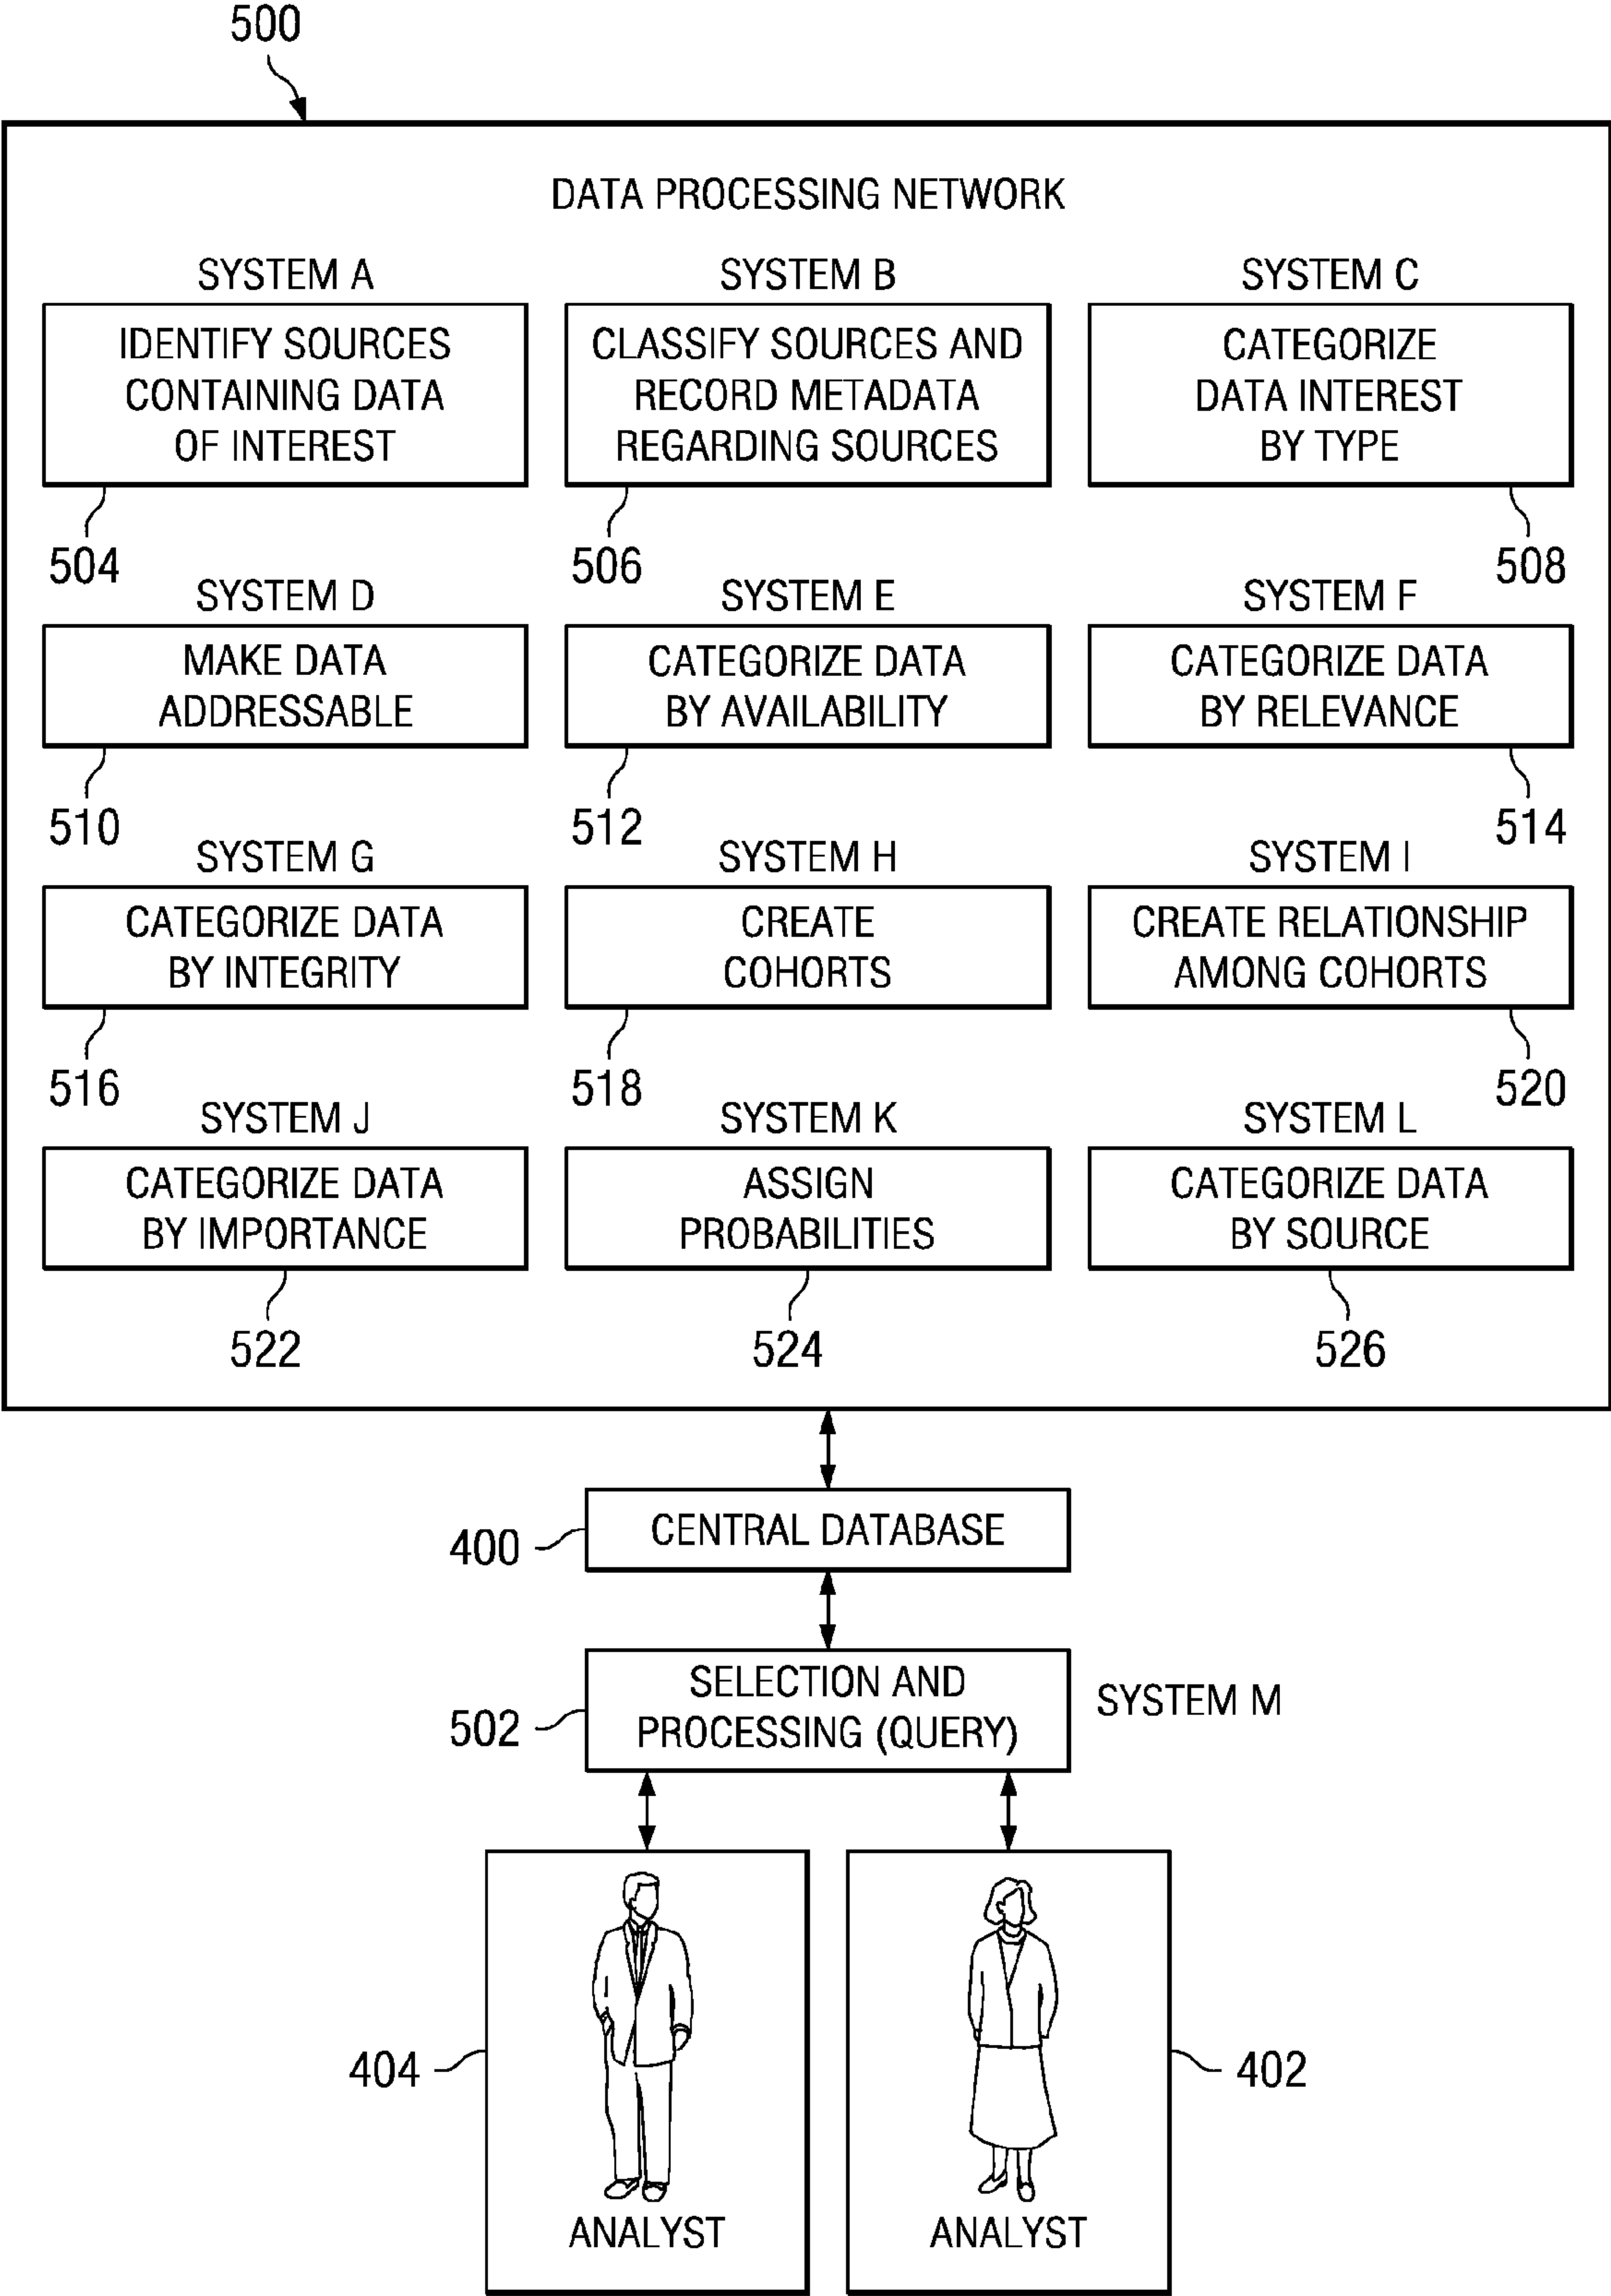 500
DATA PROCESSING NETWORK
SYSTEM A
IDENTIFY SOURCES
CONTAINING DATA
OF INTEREST
504
SYSTEM B
CLASSIFY SOURCES AND
RECORD METADATA
REGARDING SOURCES
506
SYSTEM C
CATEGORIZE
DATA INTEREST
BY TYPE
508
SYSTEM D
MAKE DATA
ADDRESSABLE
510
SYSTEM E
CATEGORIZE DATA
BY AVAILABILITY
512
SYSTEM F
CATEGORIZE DATA
BY RELEVANCE
514
SYSTEM G
CATEGORIZE DATA
BY INTEGRITY
516
SYSTEM H
CREATE
COHORTS
518
SYSTEM I
CREATE RELATIONSHIP
AMONG COHORTS
520
SYSTEM J
CATEGORIZE DATA
BY IMPORTANCE
522
SYSTEM K
ASSIGN
PROBABILITIES
524
SYSTEM L
CATEGORIZE DATA
BY SOURCE
526
400
CENTRAL DATABASE
502
SELECTION AND
PROCESSING (QUERY)
SYSTEM M
404
ANALYST
402
ANALYST